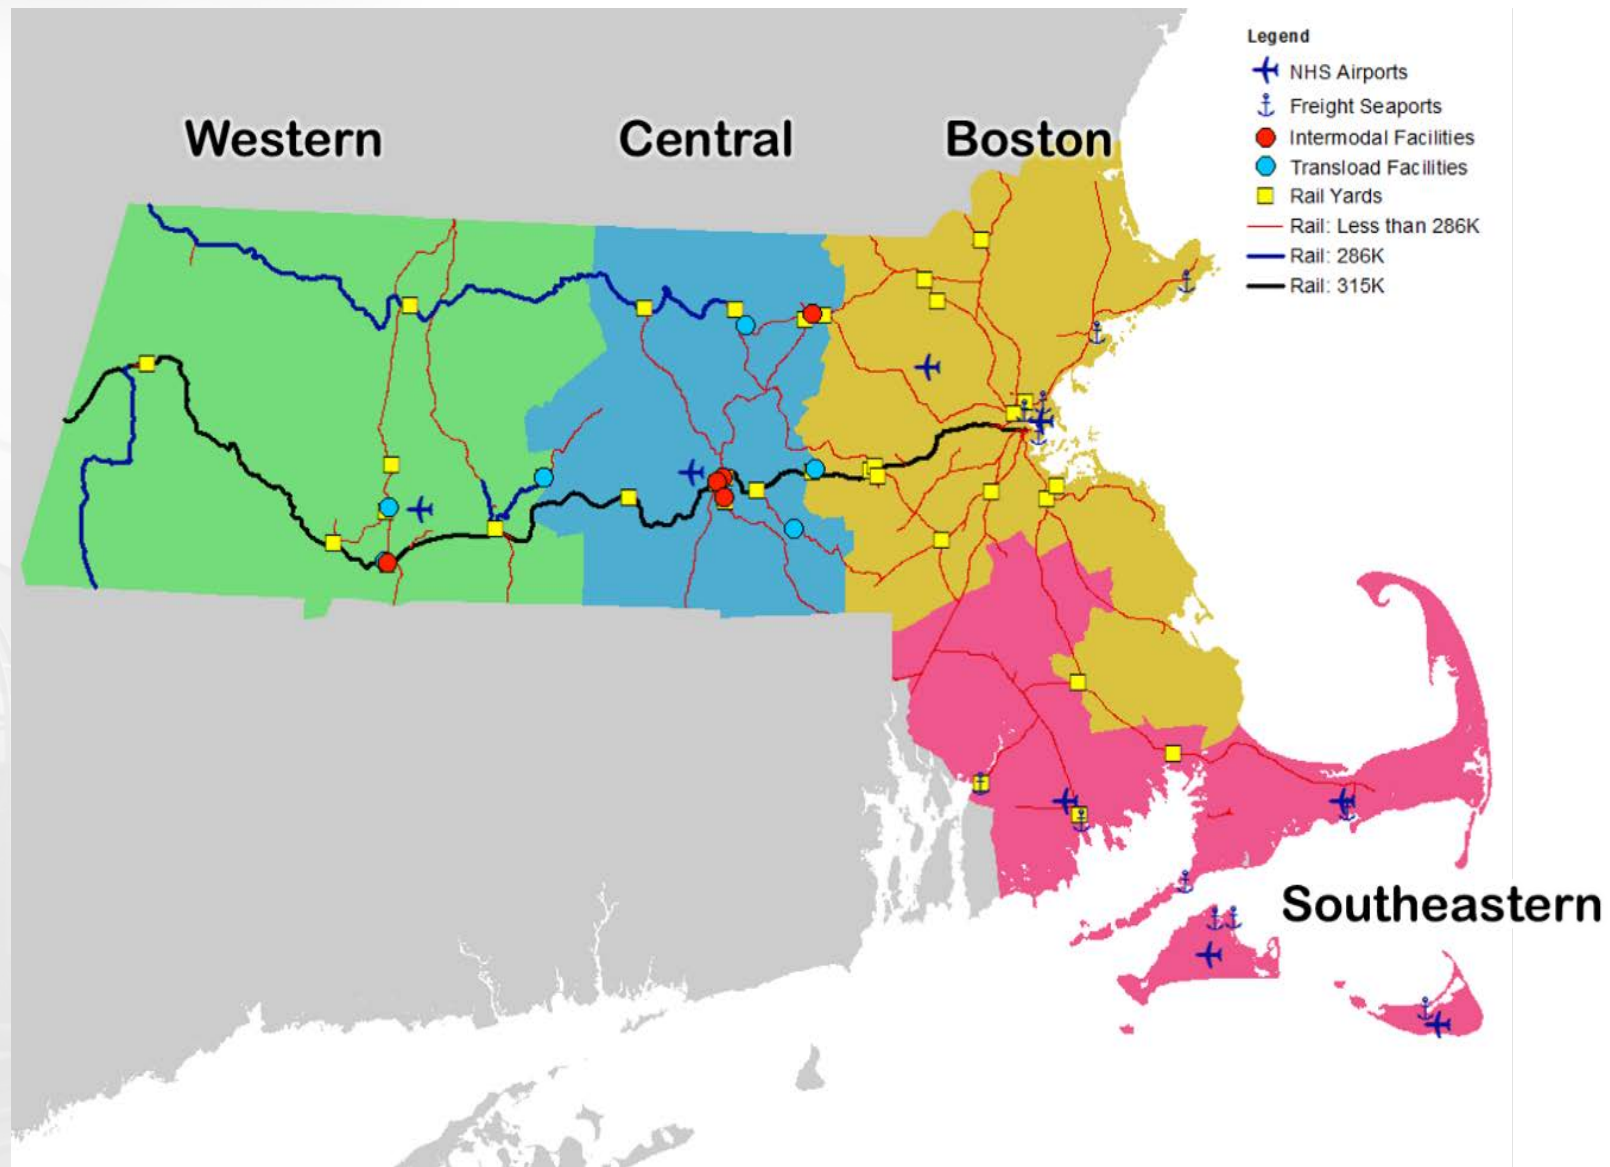 Western
Central
Boston
Legend
NHS Airports
Freight Seaports
Intermodal Facilities
Transload Facilities
Rail Yards
Rail: Less than 286K
Rail: 286K
Rail: 315K
Southeastern